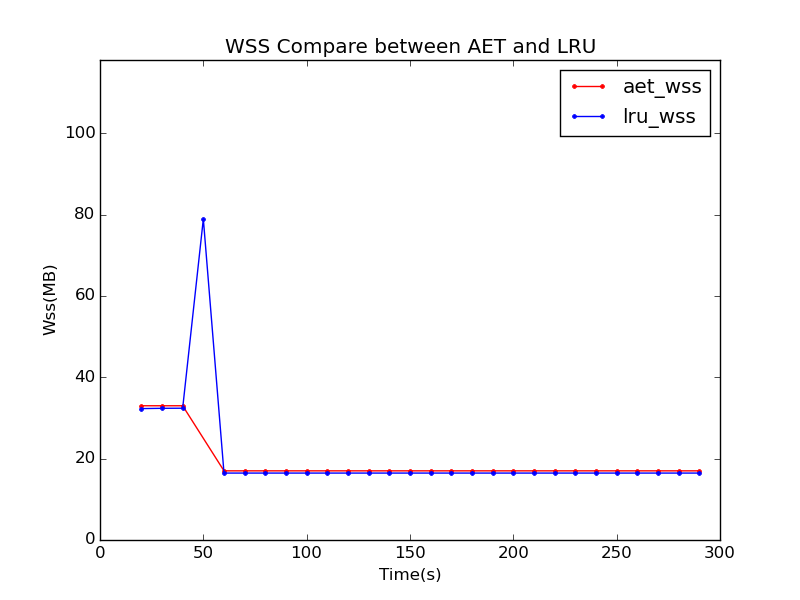 WSS Compare between AET and LRU
aet_wss
lru_wss
100
80
60
40
20
0
Wss(MB)
0 50 100 150 200 250 300
Time(s)